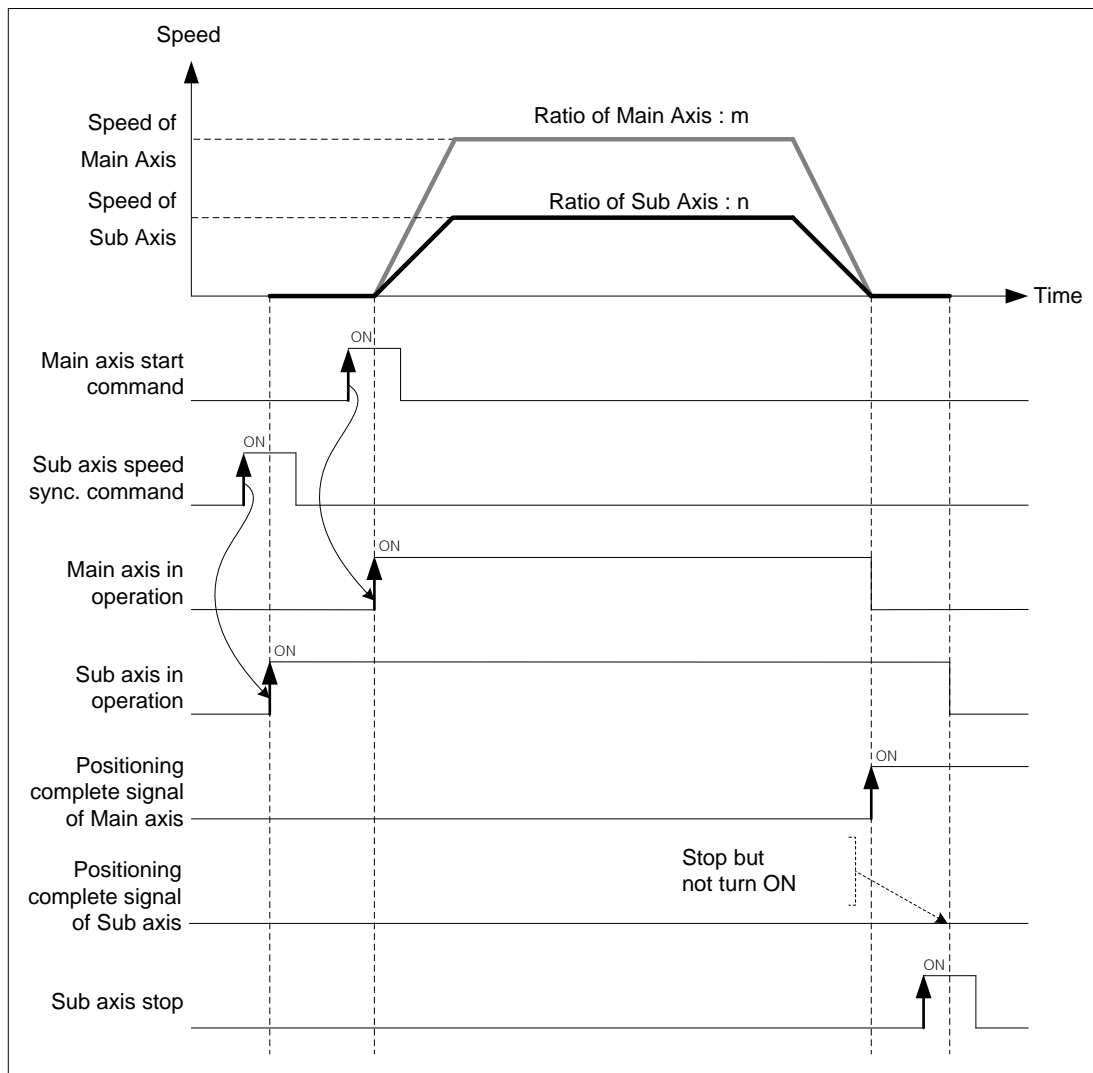 Speed
Speed of
Main Axis
Ratio of Main Axis : m
Speed of
Sub Axis
Ratio of Sub Axis : n
Time
ON
Main axis start
command
ON
Sub axis speed
sync. command
ON
Main axis in
operation
ON
Sub axis in
operation
ON
Positioning
complete signal
of Main axis
Positioning
complete signal
of Sub axis
Stop but
not turn ON
ON
Sub axis stop